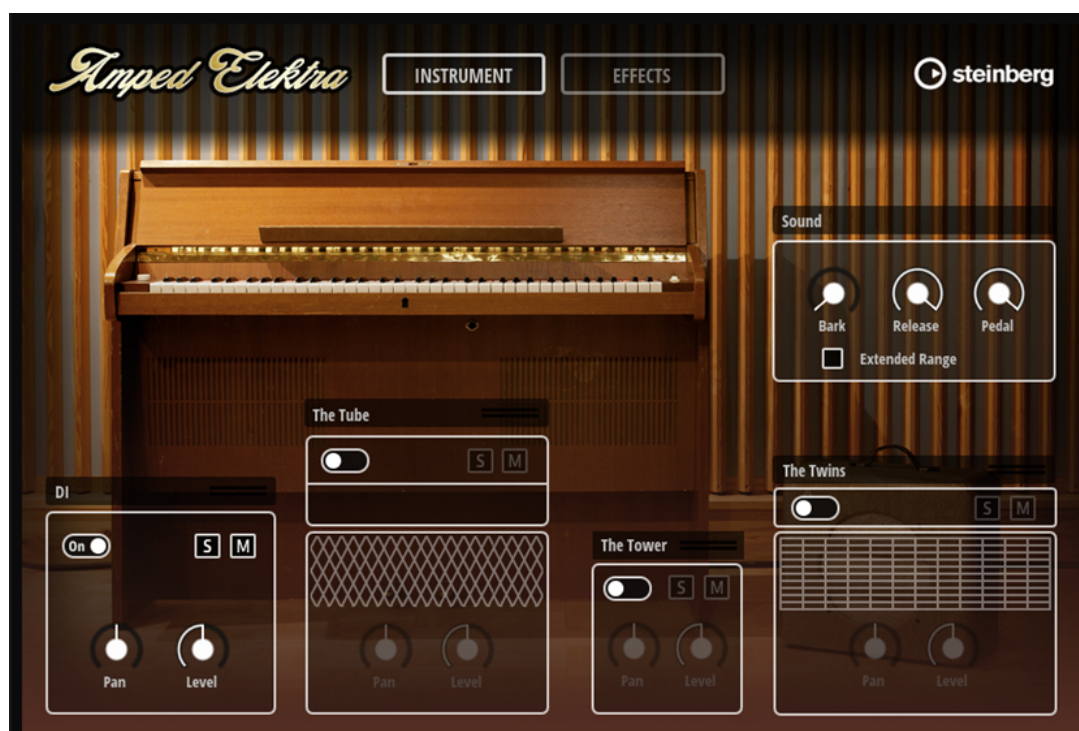 Amped Elektra
INSTRUMENT
EFFECTS
steinberg
Sound
Bark
Release
Pedal
Extended Range
The Tube
S M
The Twins
S M
DI
On
S M
The Tower
S M
Pan
Level
Pan
Level
Pan
Level
Pan
Level